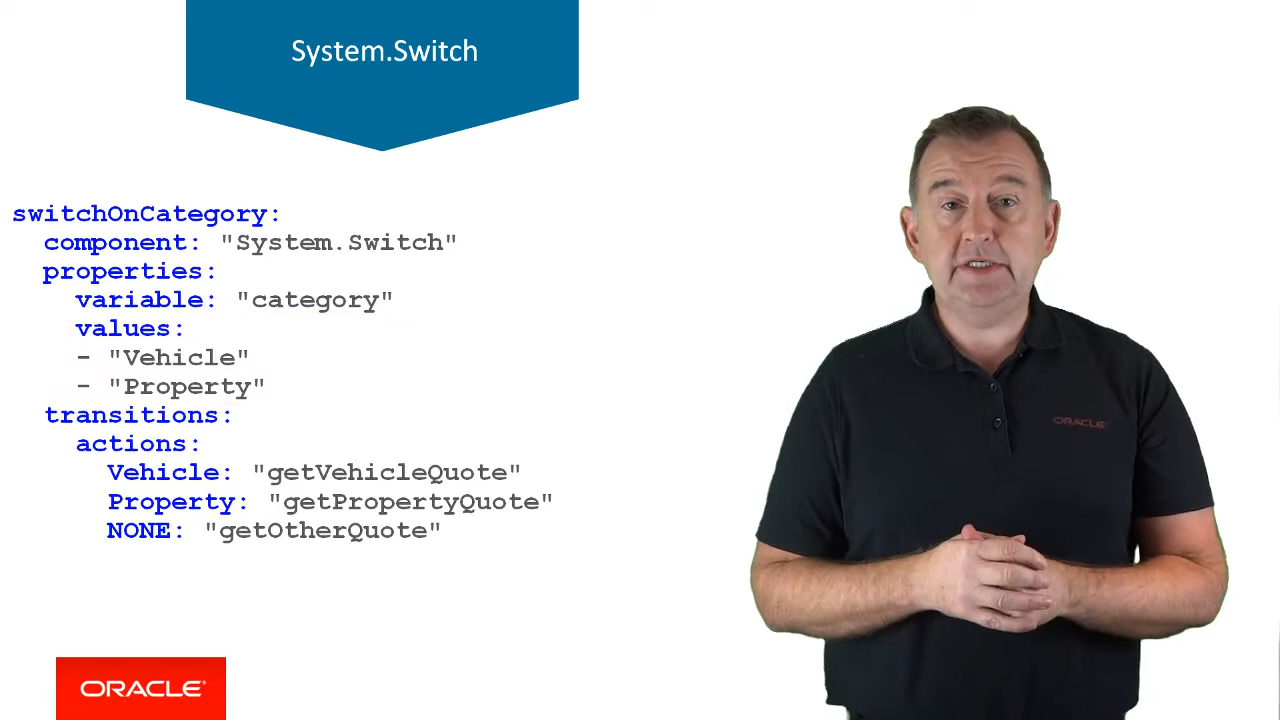 System.Switch
switchOnCategory:
component: "System.Switch"
properties:
variable: "category"
values:
- "Vehicle"
- "Property"
transitions:
actions:
Vehicle: "getVehicleQuote"
Property: "getPropertyQuote"
NONE: "getOtherQuote"
ORACLE
ORACLE®